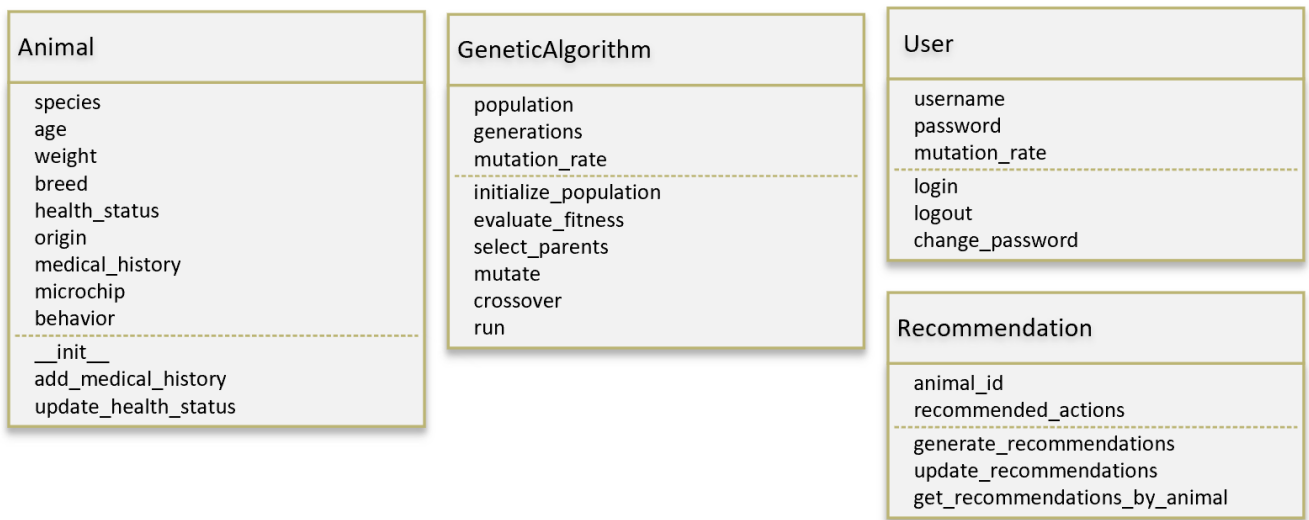 Animal
species
age
weight
breed
health_status
origin
medical_history
microchip
behavior
__init__
add_medical_history
update_health_status
GeneticAlgorithm
population
generations
mutation_rate
initialize_population
evaluate_fitness
select_parents
mutate
crossover
run
User
username
password
mutation_rate
login
logout
change_password
Recommendation
animal_id
recommended_actions
generate_recommendations
update_recommendations
get_recommendations_by_animal